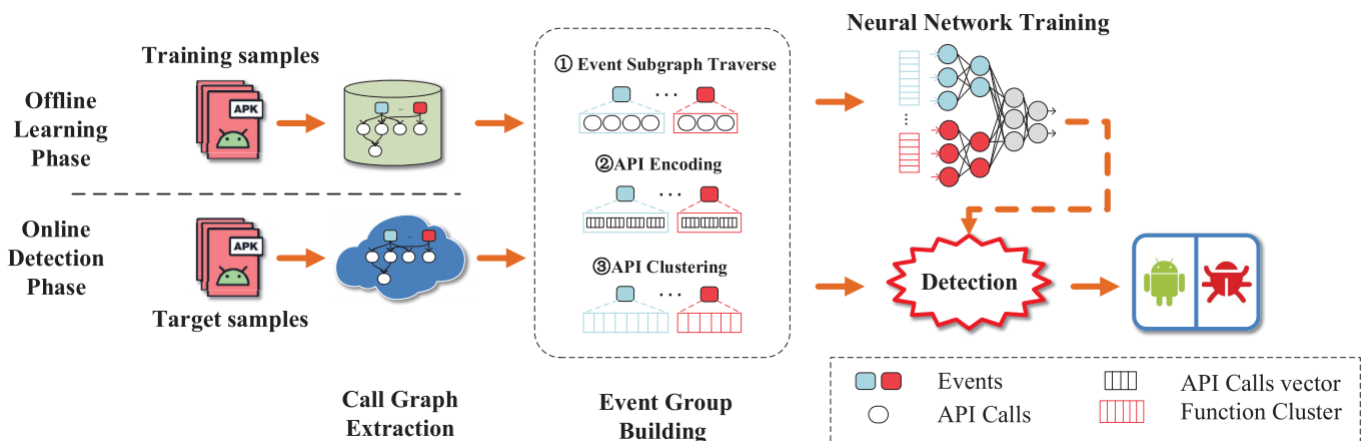 Training samples
APK
Offline
Learning
Phase
Online
Detection
Phase
APK
Target samples
Call Graph
Extraction
① Event Subgraph Traverse
②API Encoding
③API Clustering
Event Group
Building
Neural Network Training
Detection
Events
API Calls
API Calls vector
Function Cluster